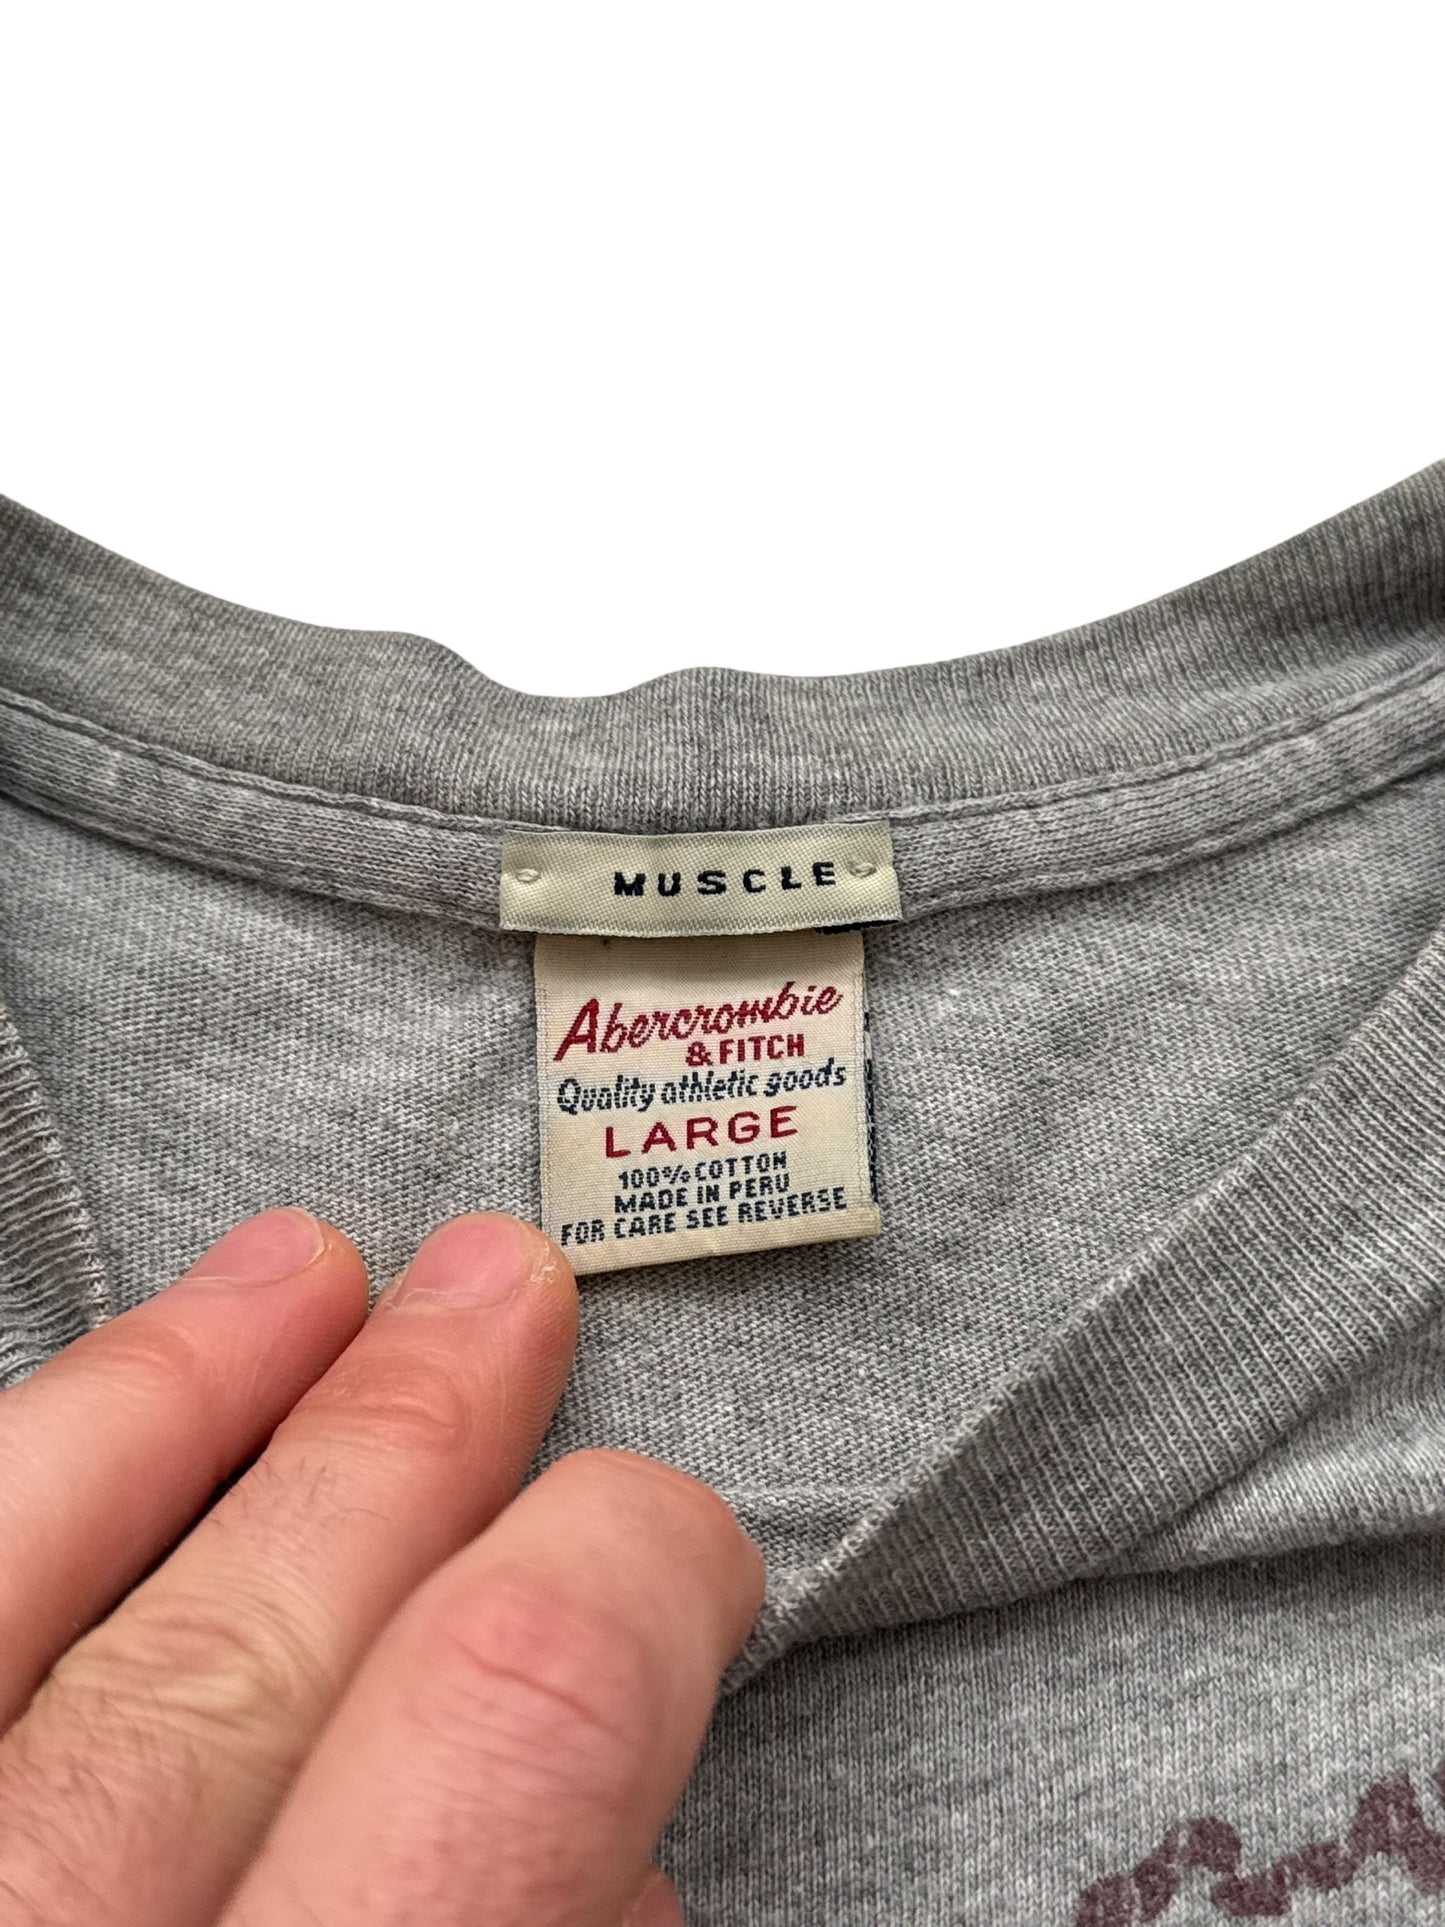 MUSCLE
Abercrombie
& FITCH
Quality athletic goods
LARGE
100% COTTON
MADE IN PERU
FOR CARE SEE REVERSE